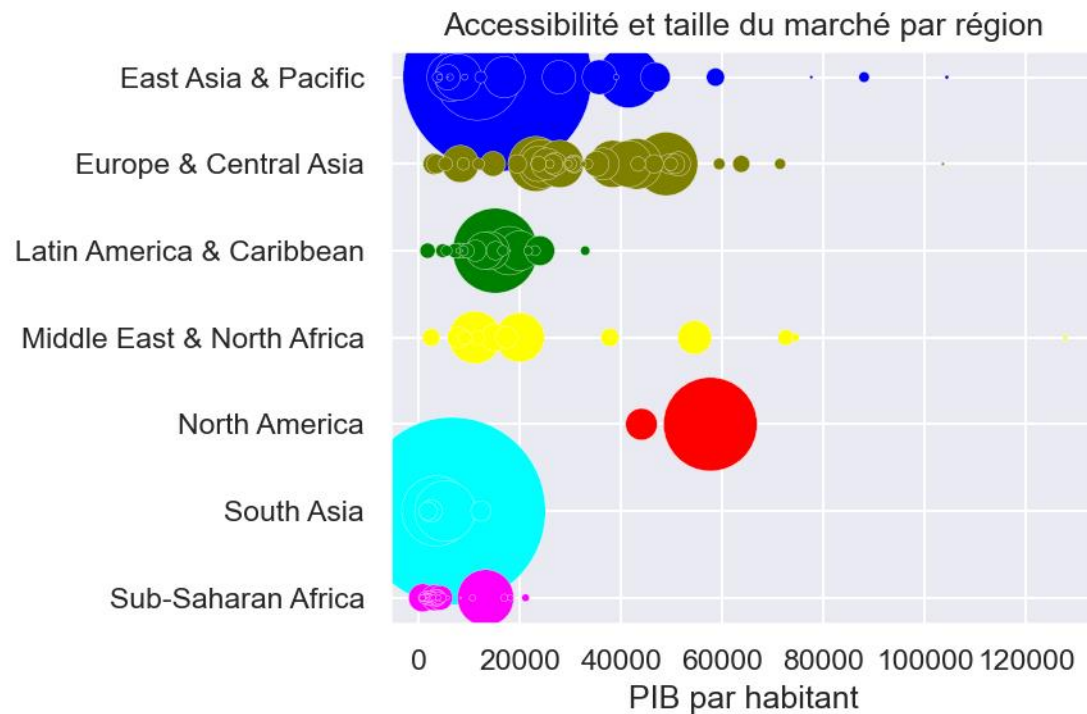 Accessibilité et taille du marché par région
East Asia & Pacific
Europe & Central Asia
Latin America & Caribbean
Middle East & North Africa
North America
South Asia
Sub-Saharan Africa
0 20000 40000 60000 80000 100000 120000
PIB par habitant